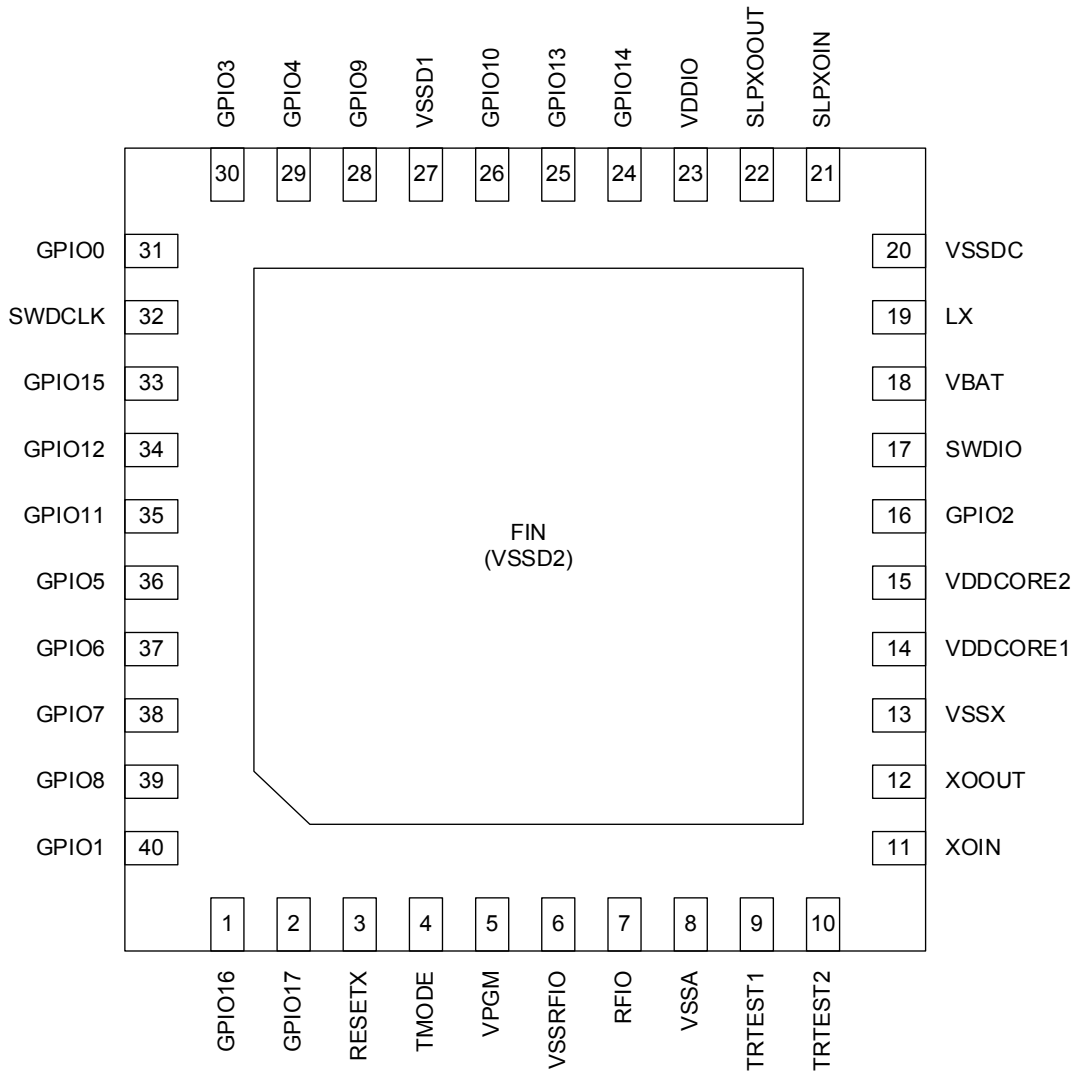 GPIO3
GPIO4
GPIO9
VSSD1
GPIO10
GPIO13
GPIO14
VDDIO
SLPXOOUT
SLPXOIN
30
29
28
27
26
25
24
23
22
21
GPIO0 31
SWDCLK 32
GPIO15 33
GPIO12 34
GPIO11 35
GPIO5 36
GPIO6 37
GPIO7 38
GPIO8 39
GPIO1 40
FIN
(VSSD2)
20 VSSDC
19 LX
18 VBAT
17 SWDIO
16 GPIO2
15 VDDCORE2
14 VDDCORE1
13 VSSX
12 XOOUT
11 XOIN
1
2
3
4
5
6
7
8
9
10
GPIO16
GPIO17
RESETX
TMODE
VPGM
VSSRFIO
RFIO
VSSA
TRTEST1
TRTEST2